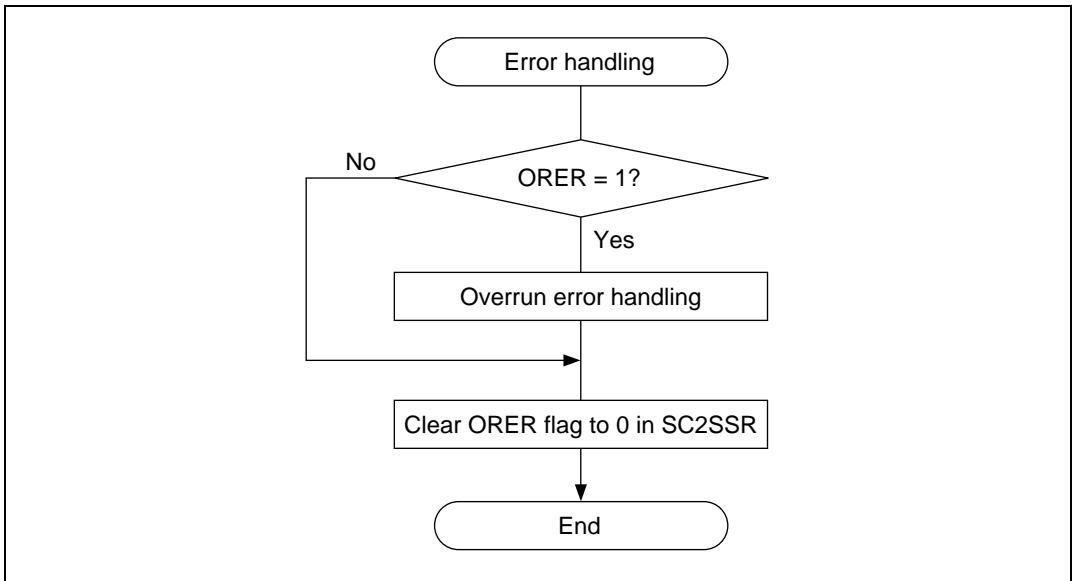 Error handling
No
ORER = 1?
Yes
Overrun error handling
Clear ORER flag to 0 in SC2SSR
End